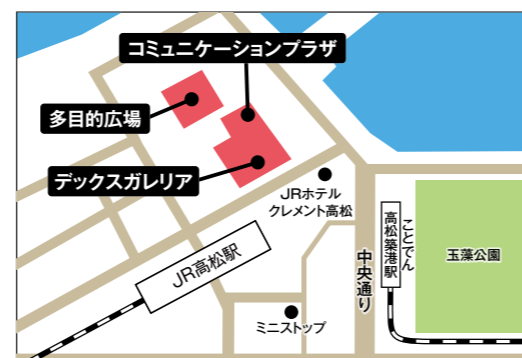 コミュニケーションプラザ
多目的広場
デックスガレリア
JRホテル
クレメント高松
JR高松駅
中央通り
ことでん
高松築港駅
玉藻公園
ミニストップ